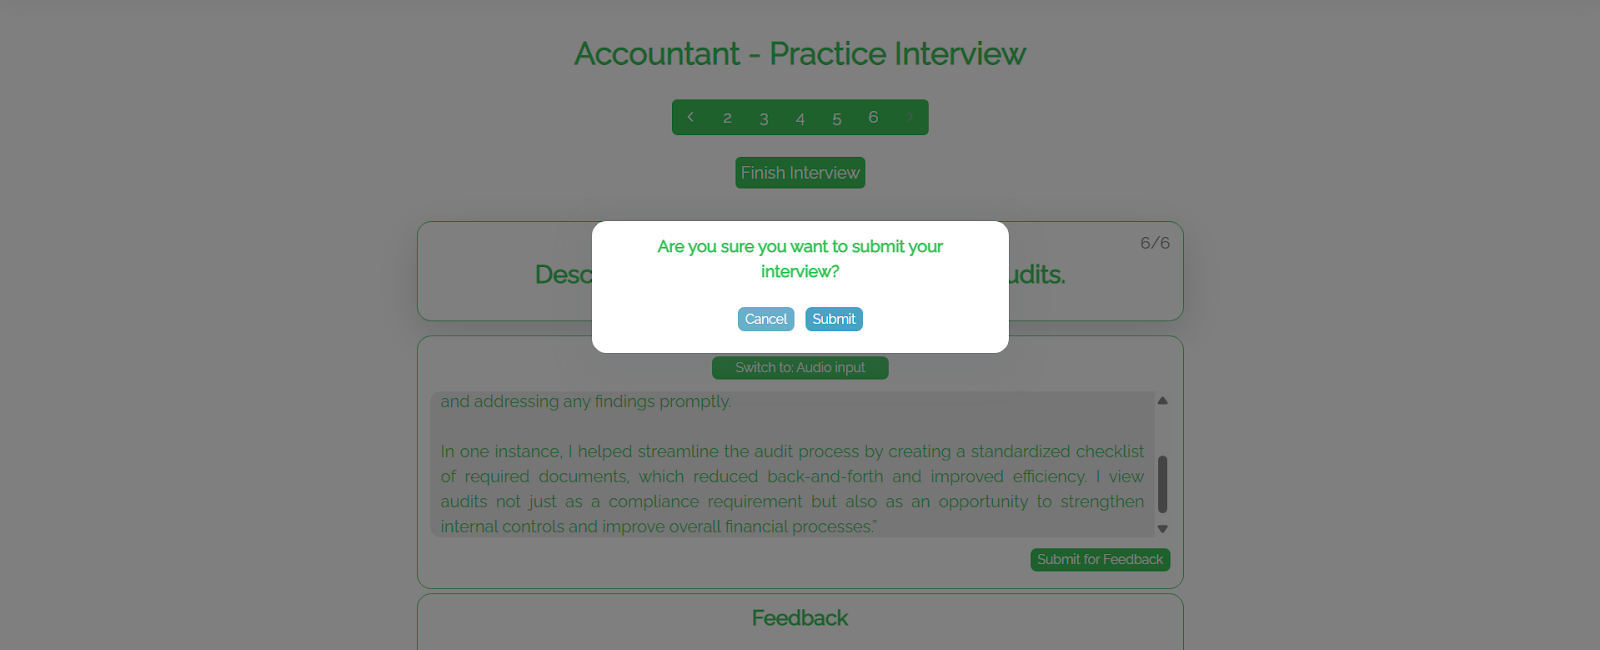 Accountant - Practice Interview
< 2 3 4 5 6 >
Finish Interview
6/6
Are you sure you want to submit your
interview?
Cancel Submit
Switch to: Audio input
and addressing any findings promptly.
In one instance, I helped streamline the audit process by creating a standardized checklist
of required documents, which reduced back-and-forth and improved efficiency. I view
audits not just as a compliance requirement but also as an opportunity to strengthen
internal controls and improve overall financial processes."
Submit for Feedback
Feedback